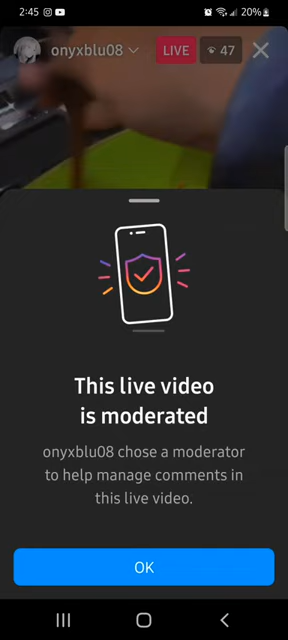 2:45
20%
onyxblu08
LIVE
47
This live video
is moderated
onyxblu08 chose a moderator
to help manage comments in
this live video.
OK